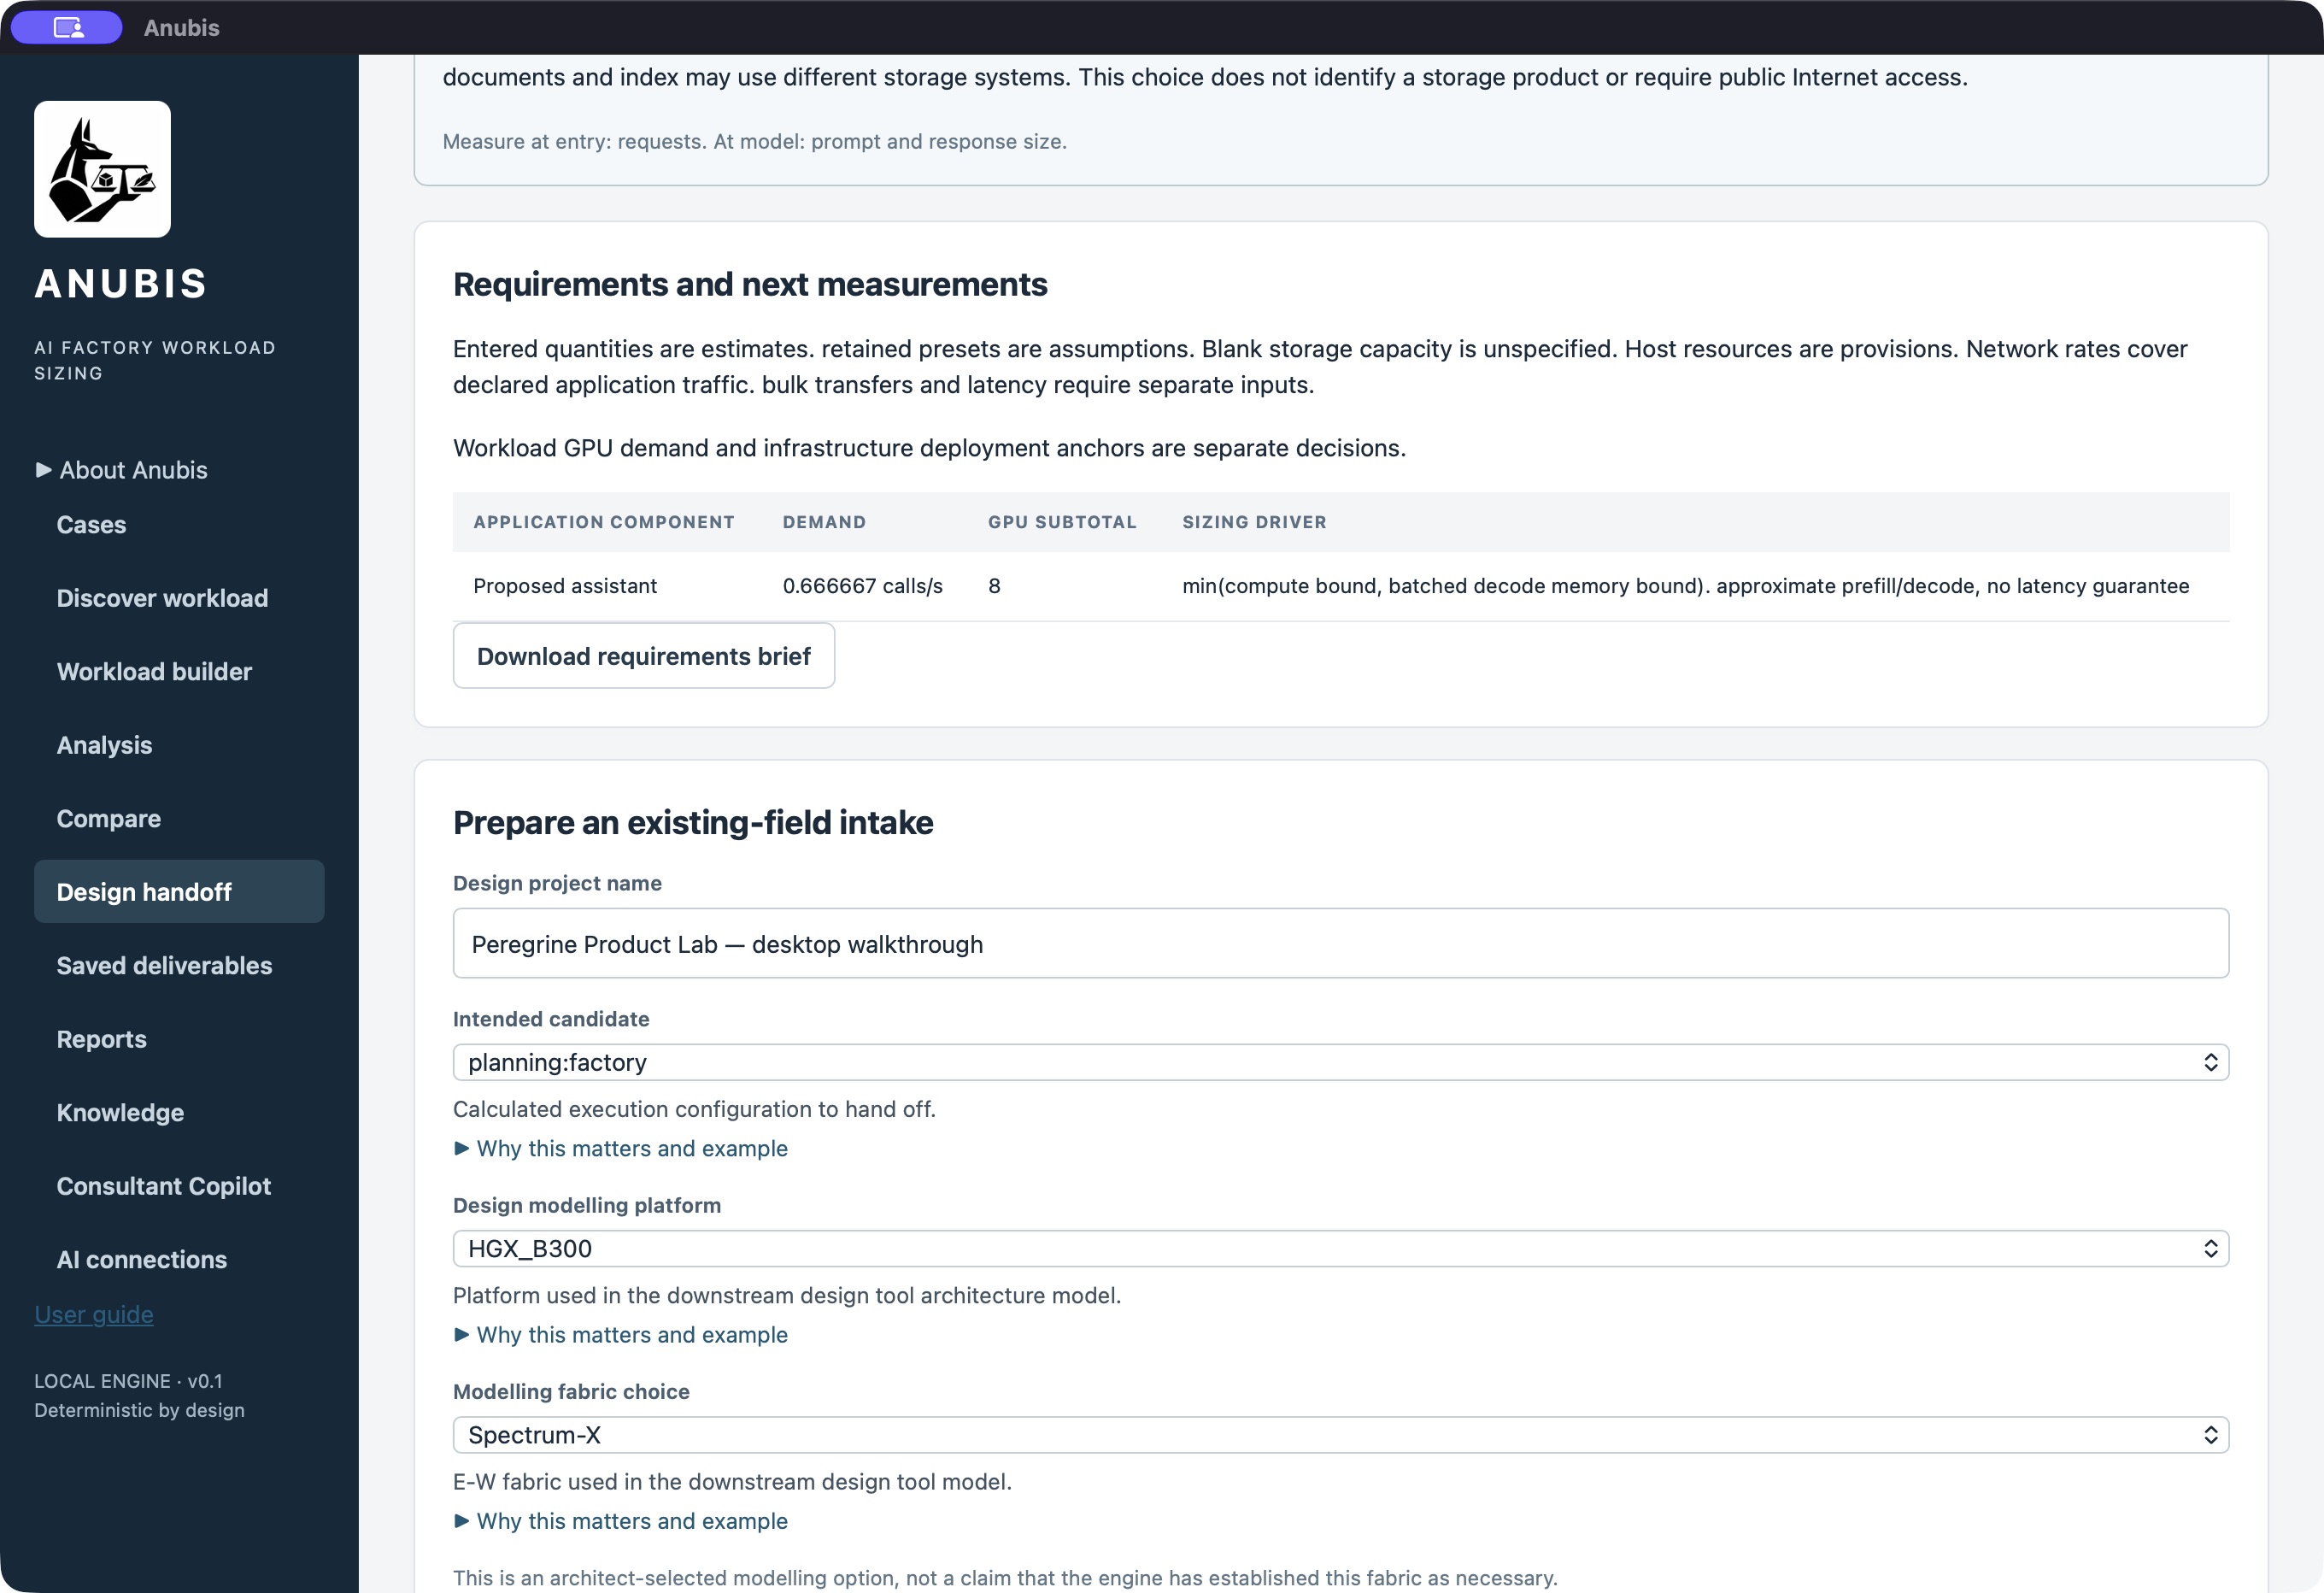 Anubis
ANUBIS
AI FACTORY WORKLOAD
SIZING
About Anubis
Cases
Discover workload
Workload builder
Analysis
Compare
Design handoff
Saved deliverables
Reports
Knowledge
Consultant Copilot
AI connections
User guide
LOCAL ENGINE · v0.1
Deterministic by design
documents and index may use different storage systems. This choice does not identify a storage product or require public Internet access.
Measure at entry: requests. At model: prompt and response size.
Requirements and next measurements
Entered quantities are estimates. retained presets are assumptions. Blank storage capacity is unspecified. Host resources are provisions. Network rates cover
declared application traffic. bulk transfers and latency require separate inputs.
Workload GPU demand and infrastructure deployment anchors are separate decisions.
APPLICATION COMPONENT DEMAND GPU SUBTOTAL SIZING DRIVER
Proposed assistant 0.666667 calls/s 8 min(compute bound, batched decode memory bound). approximate prefill/decode, no latency guarantee
Download requirements brief
Prepare an existing-field intake
Design project name
Peregrine Product Lab — desktop walkthrough
Intended candidate
planning:factory
Calculated execution configuration to hand off.
Why this matters and example
Design modelling platform
HGX_B300
Platform used in the downstream design tool architecture model.
Why this matters and example
Modelling fabric choice
Spectrum-X
E-W fabric used in the downstream design tool model.
Why this matters and example
This is an architect-selected modelling option, not a claim that the engine has established this fabric as necessary.